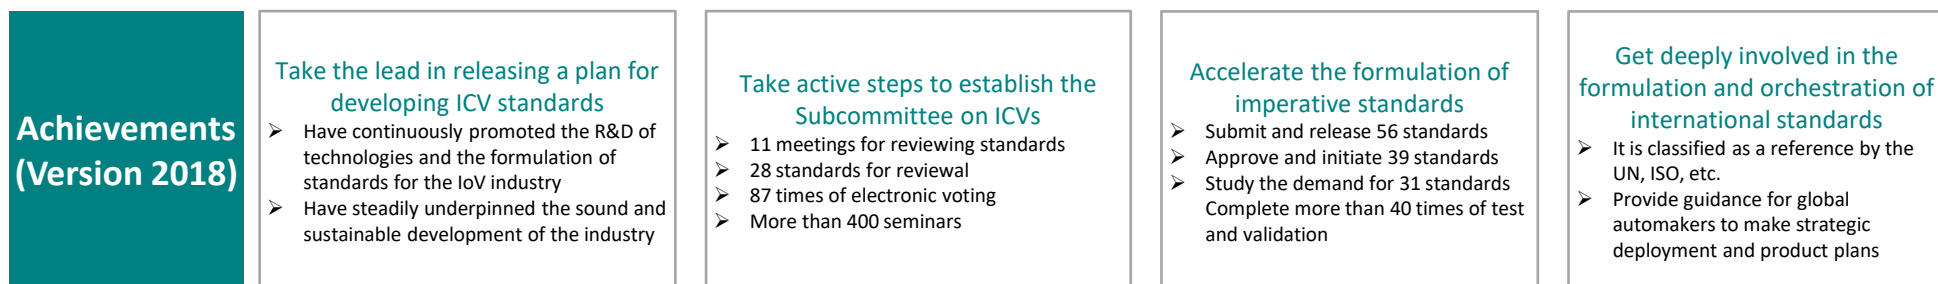 Achievements
(Version 2018)
Take the lead in releasing a plan for
developing ICV standards
➢ Have continuously promoted the R&D of
technologies and the formulation of
standards for the IoV industry
➢ Have steadily underpinned the sound and
sustainable development of the industry
Take active steps to establish the
Subcommittee on ICVs
➢ 11 meetings for reviewing standards
➢ 28 standards for reviewal
➢ 87 times of electronic voting
➢ More than 400 seminars
Accelerate the formulation of
imperative standards
➢ Submit and release 56 standards
➢ Approve and initiate 39 standards
➢ Study the demand for 31 standards
Complete more than 40 times of test
and validation
Get deeply involved in the
formulation and orchestration of
international standards
➢ It is classified as a reference by the
UN, ISO, etc.
➢ Provide guidance for global
automakers to make strategic
deployment and product plans